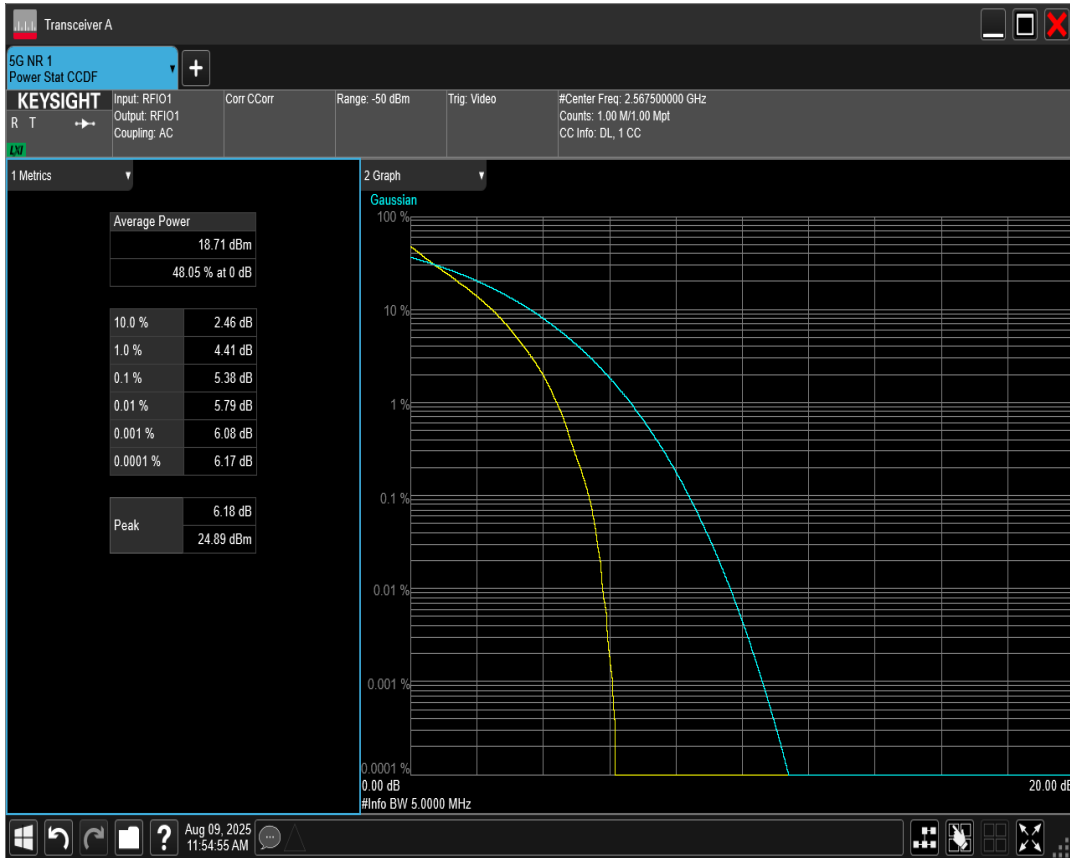 Transceiver A
5G NR 1
Power Stat CCDF
KEYSIGHT
R T
LXI
Input: RFIO1
Output: RFIO1
Coupling: AC
Corr CCorr
Range: -50 dBm
Trig: Video
#Center Freq: 2.567500000 GHz
Counts: 1.00 M/1.00 Mpt
CC Info: DL, 1 CC
1 Metrics
Average Power
18.71 dBm
48.05 % at 0 dB
10.0 % 2.46 dB
1.0 % 4.41 dB
0.1 % 5.38 dB
0.01 % 5.79 dB
0.001 % 6.08 dB
0.0001 % 6.17 dB
Peak
6.18 dB
24.89 dBm
2 Graph
Gaussian
100 %
10 %
1 %
0.1 %
0.01 %
0.001 %
0.0001 %
0.00 dB 20.00 dB
#Info BW 5.0000 MHz
Aug 09, 2025
11:54:55 AM